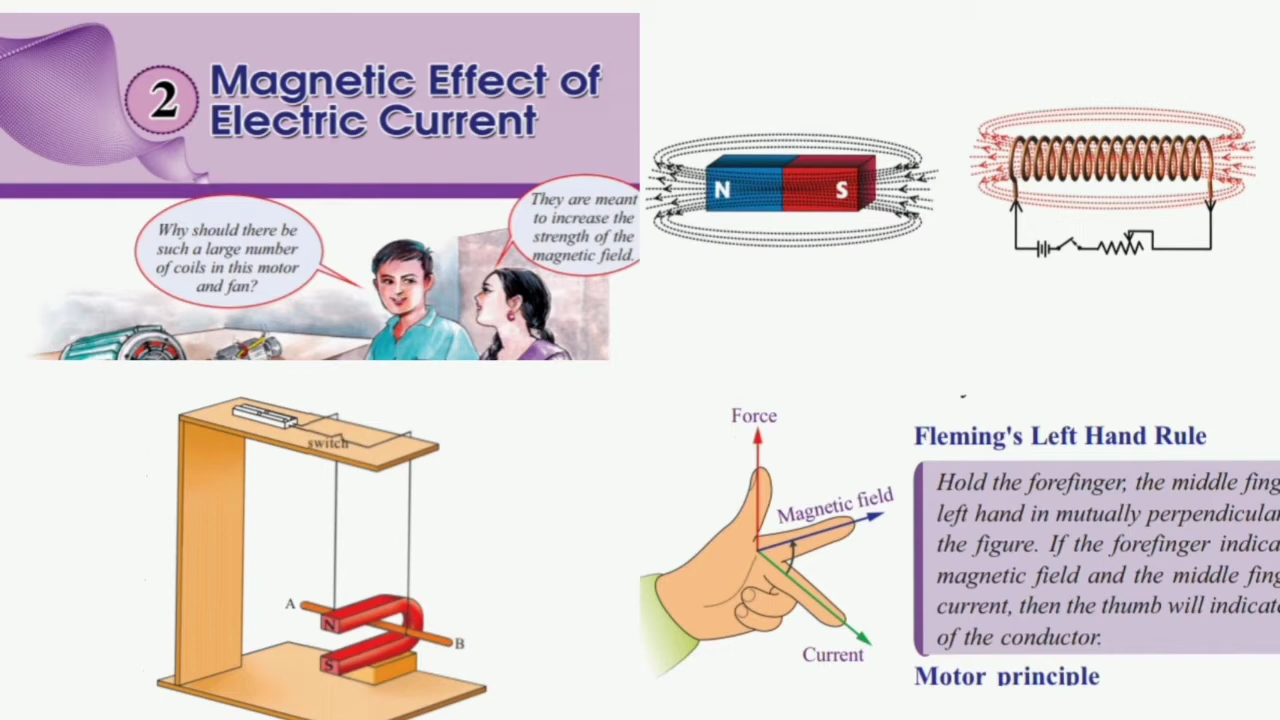 2
Magnetic Effect of
Electric Current
Why should there be
such a large number
of coils in this motor
and fan?
They are meant
to increase the
strength of the
magnetic field.
N
S
switch
A
N
B
S
Force
Magnetic field
Current
Fleming's Left Hand Rule
Hold the forefinger, the middle fing
left hand in mutually perpendicular
the figure. If the forefinger indica
magnetic field and the middle fing
current, then the thumb will indicate
of the conductor.
Motor principle